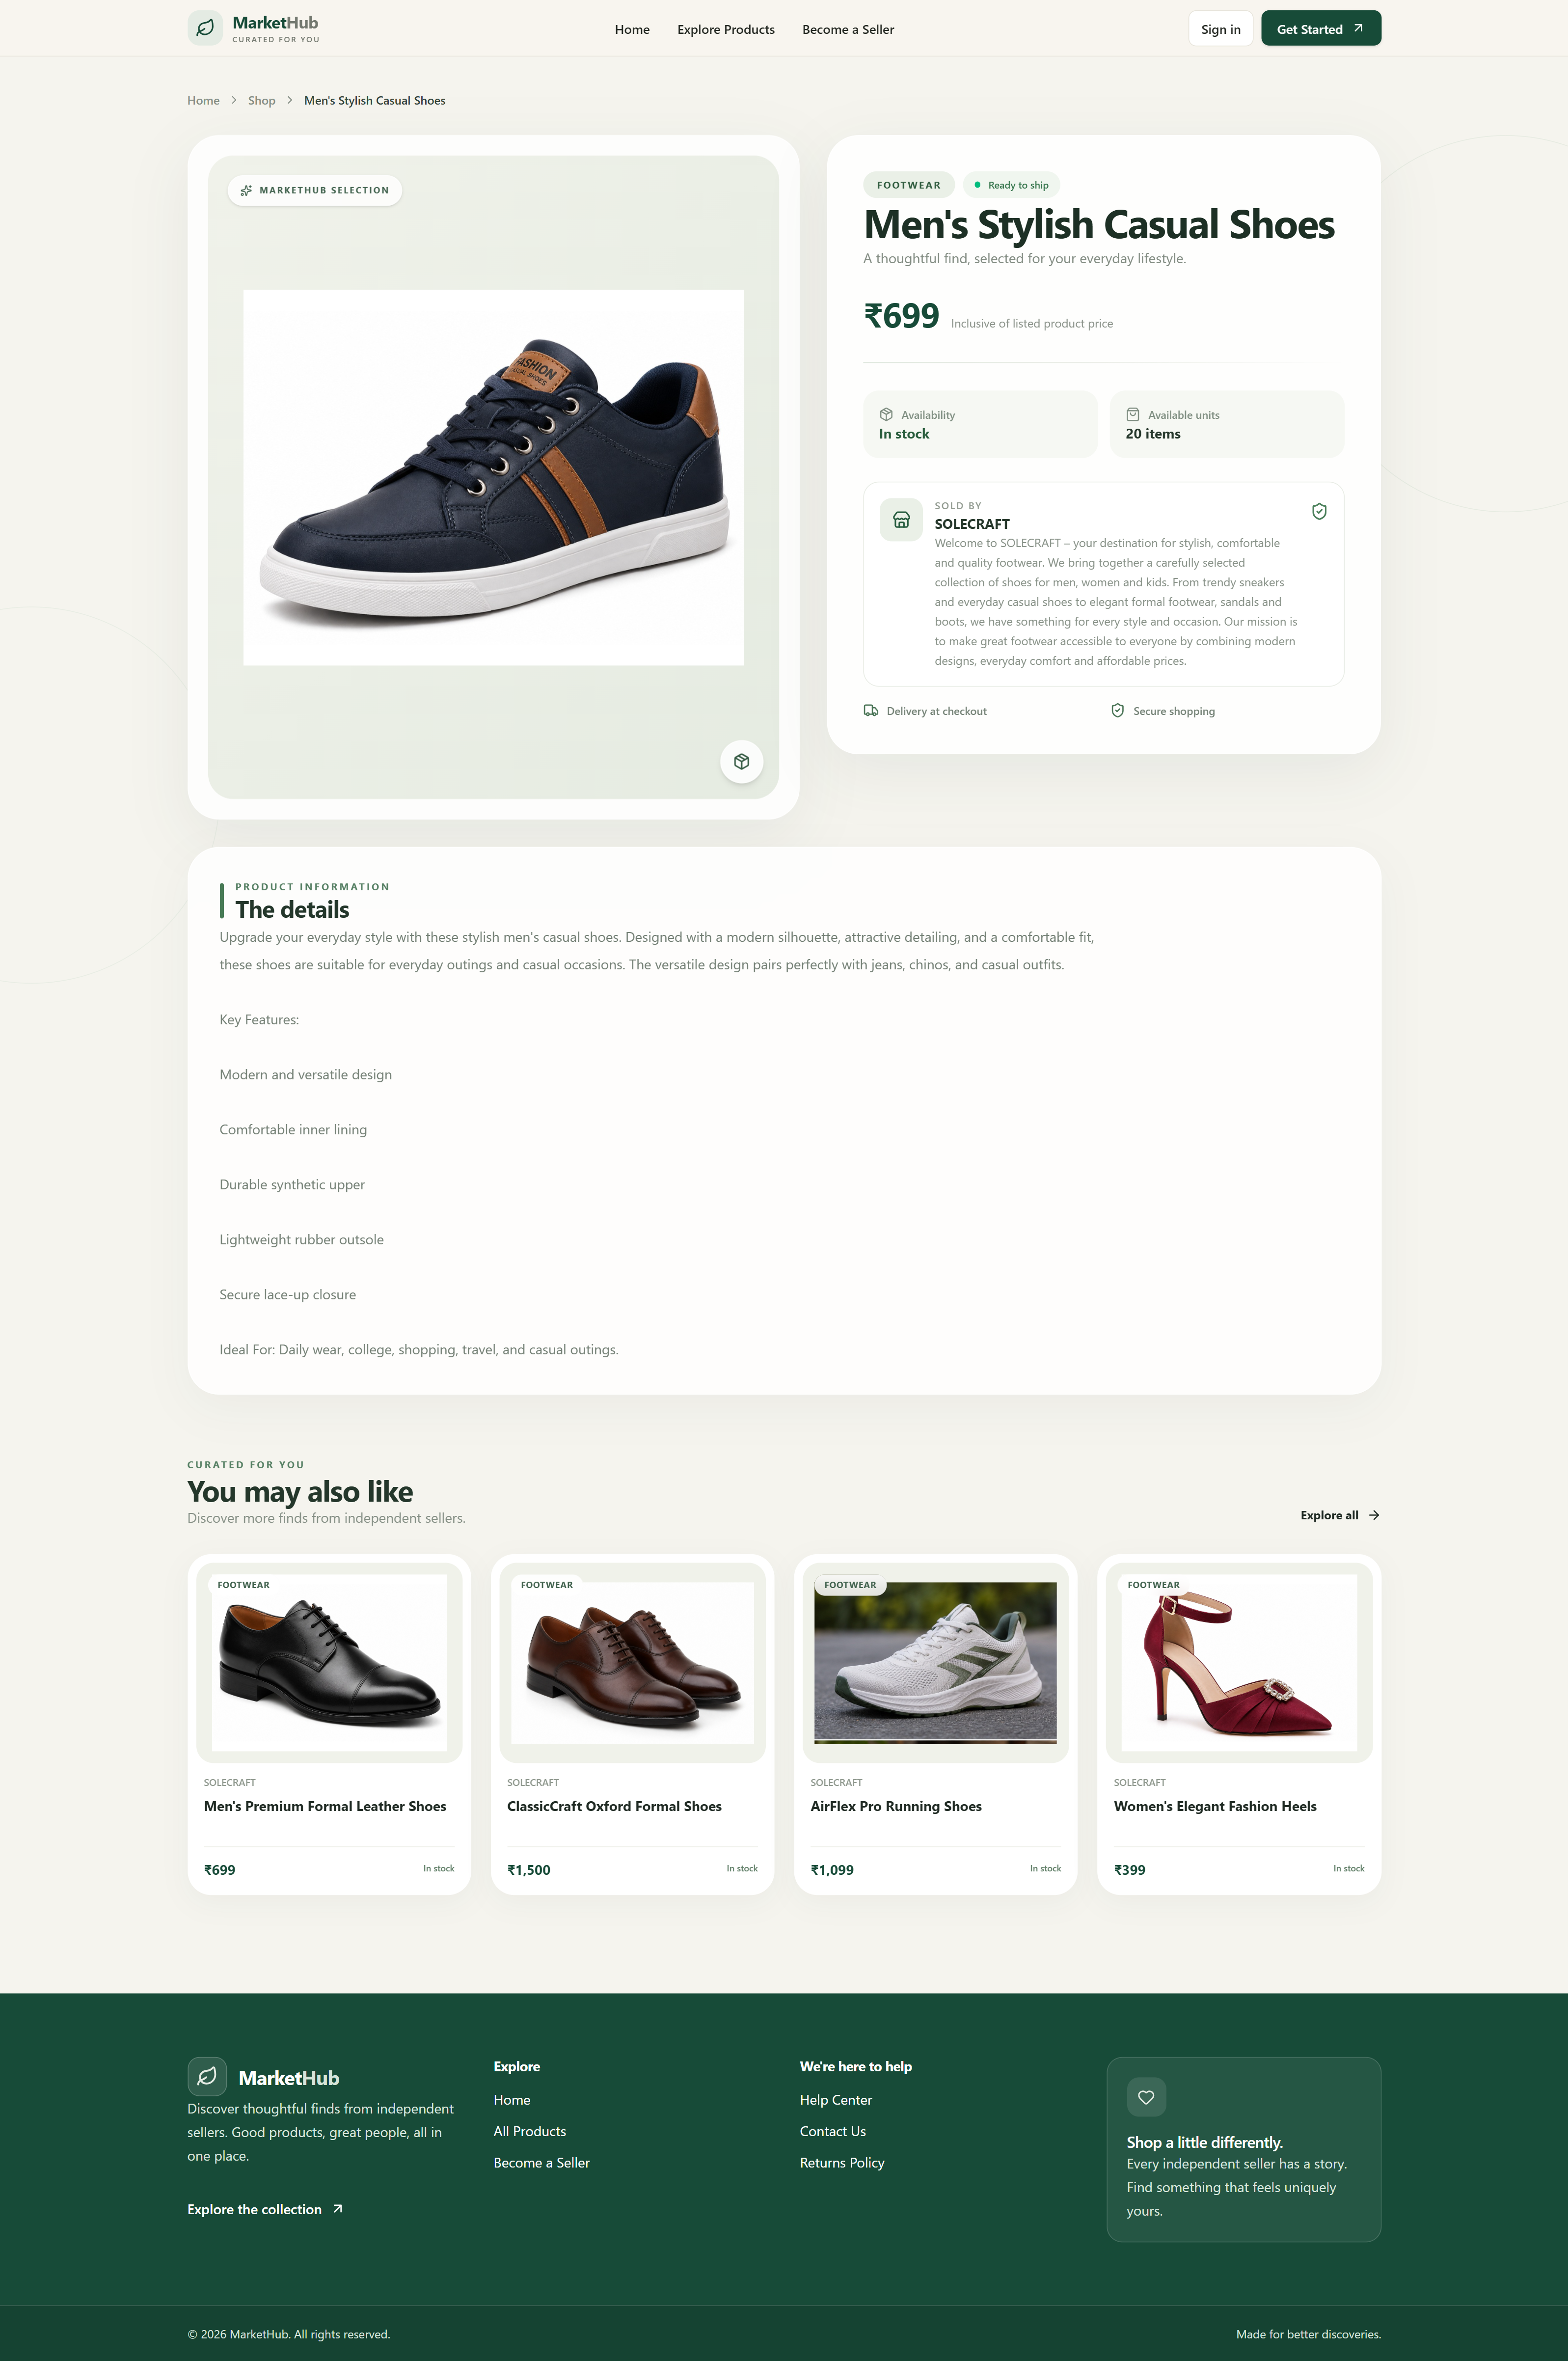 MarketHub
CURATED FOR YOU
Home
Explore Products
Become a Seller
Sign in
Get Started
Home
Shop
Men's Stylish Casual Shoes
MARKETHUB SELECTION
FASHION
CASUAL SHOES
FOOTWEAR
Ready to ship
Men's Stylish Casual Shoes
A thoughtful find, selected for your everyday lifestyle.
₹699
Inclusive of listed product price
Availability
In stock
Available units
20 items
SOLD BY
SOLECRAFT
Welcome to SOLECRAFT – your destination for stylish, comfortable
and quality footwear. We bring together a carefully selected
collection of shoes for men, women and kids. From trendy sneakers
and everyday casual shoes to elegant formal footwear, sandals and
boots, we have something for every style and occasion. Our mission is
to make great footwear accessible to everyone by combining modern
designs, everyday comfort and affordable prices.
Delivery at checkout
Secure shopping
PRODUCT INFORMATION
The details
Upgrade your everyday style with these stylish men's casual shoes. Designed with a modern silhouette, attractive detailing, and a comfortable fit,
these shoes are suitable for everyday outings and casual occasions. The versatile design pairs perfectly with jeans, chinos, and casual outfits.
Key Features:
Modern and versatile design
Comfortable inner lining
Durable synthetic upper
Lightweight rubber outsole
Secure lace-up closure
Ideal For: Daily wear, college, shopping, travel, and casual outings.
CURATED FOR YOU
You may also like
Discover more finds from independent sellers.
Explore all
FOOTWEAR
SOLECRAFT
Men's Premium Formal Leather Shoes
₹699
In stock
FOOTWEAR
SOLECRAFT
ClassicCraft Oxford Formal Shoes
₹1,500
In stock
FOOTWEAR
SOLECRAFT
AirFlex Pro Running Shoes
₹1,099
In stock
FOOTWEAR
SOLECRAFT
Women's Elegant Fashion Heels
₹399
In stock
MarketHub
Discover thoughtful finds from independent
sellers. Good products, great people, all in
one place.
Explore the collection
Explore
Home
All Products
Become a Seller
We're here to help
Help Center
Contact Us
Returns Policy
Shop a little differently.
Every independent seller has a story.
Find something that feels uniquely
yours.
© 2026 MarketHub. All rights reserved.
Made for better discoveries.